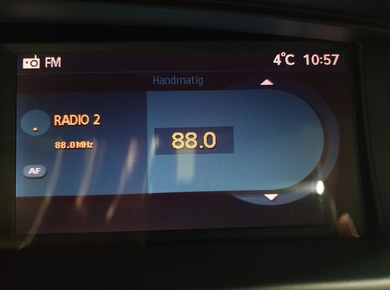 FM 4°C 10:57
Handmatig
RADIO 2
88.0MHz
88.0
AF